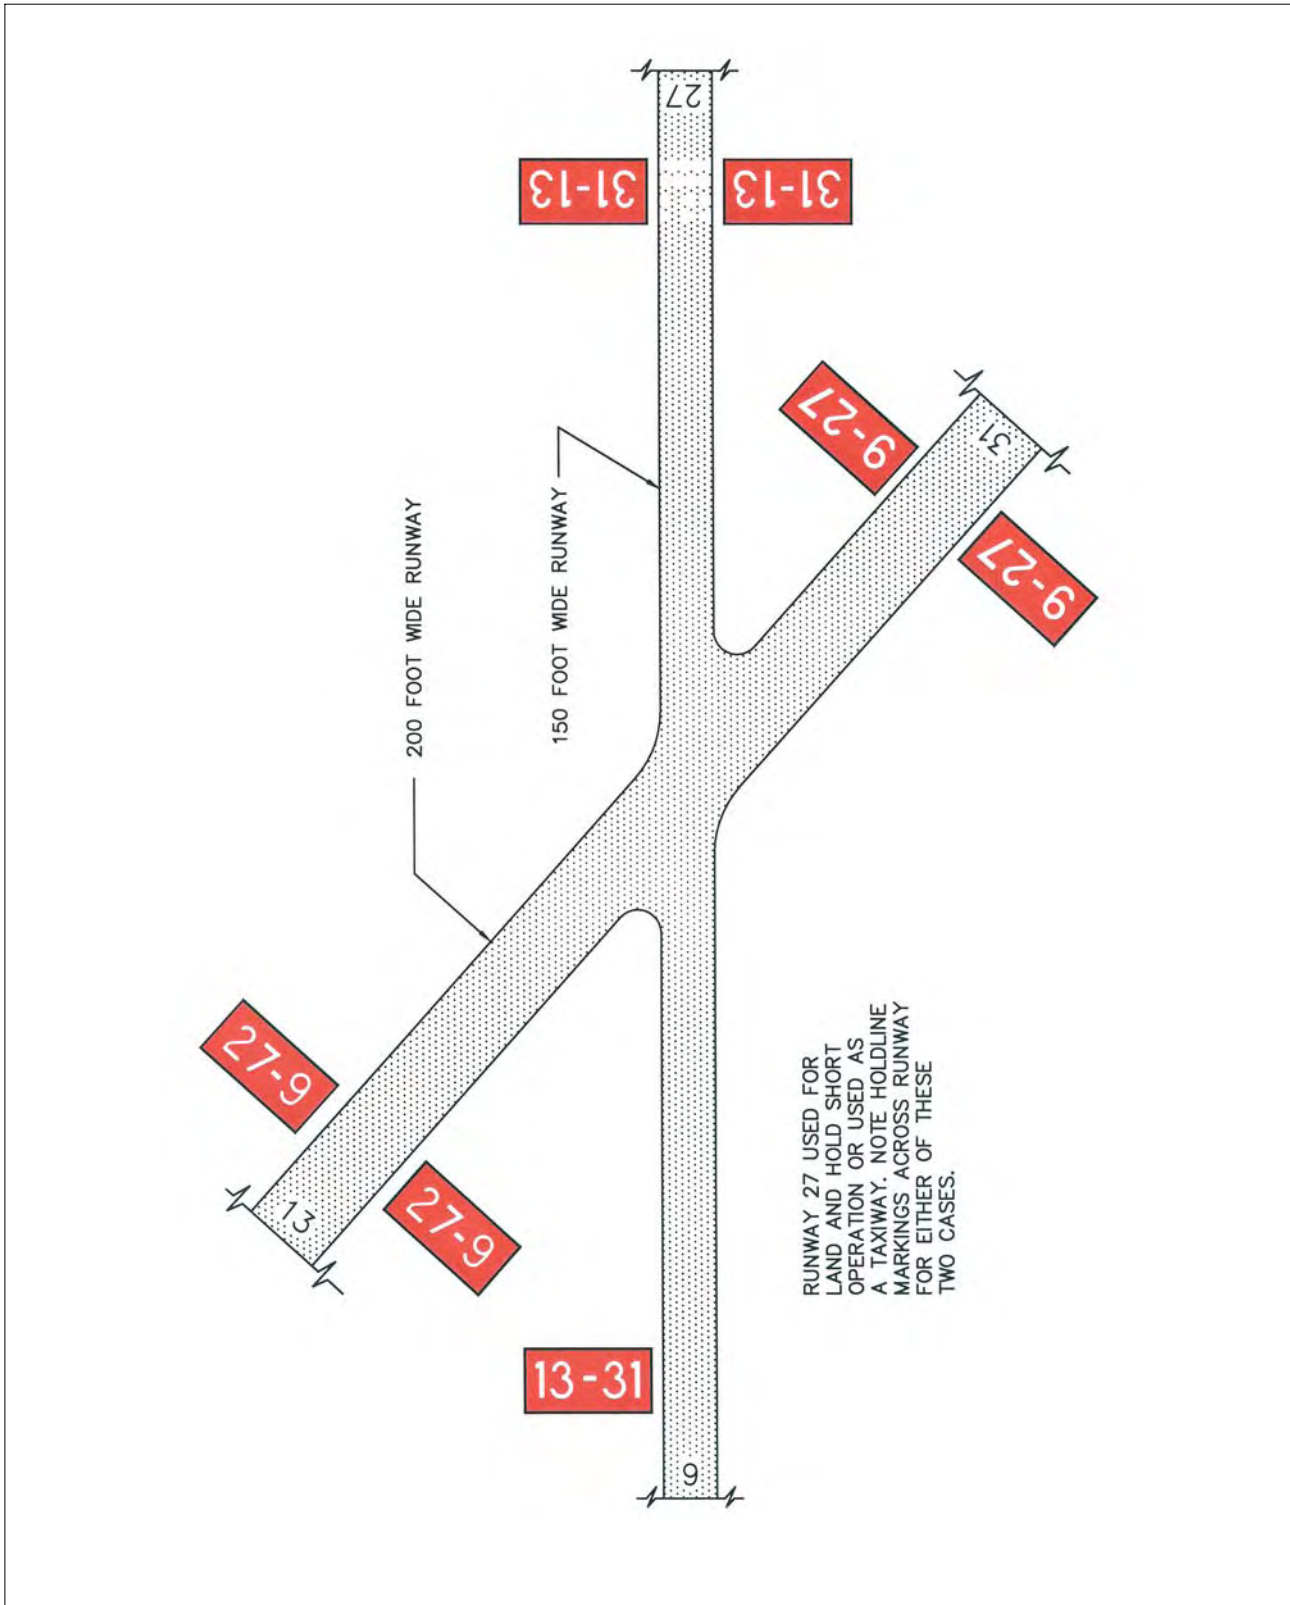 27
31-13
31-13
9-27
31
9-27
200 FOOT WIDE RUNWAY
150 FOOT WIDE RUNWAY
27-9
13
27-9
RUNWAY 27 USED FOR
LAND AND HOLD SHORT
OPERATION OR USED AS
A TAXIWAY. NOTE HOLDLINE
MARKINGS ACROSS RUNWAY
FOR EITHER OF THESE
TWO CASES.
13-31
9